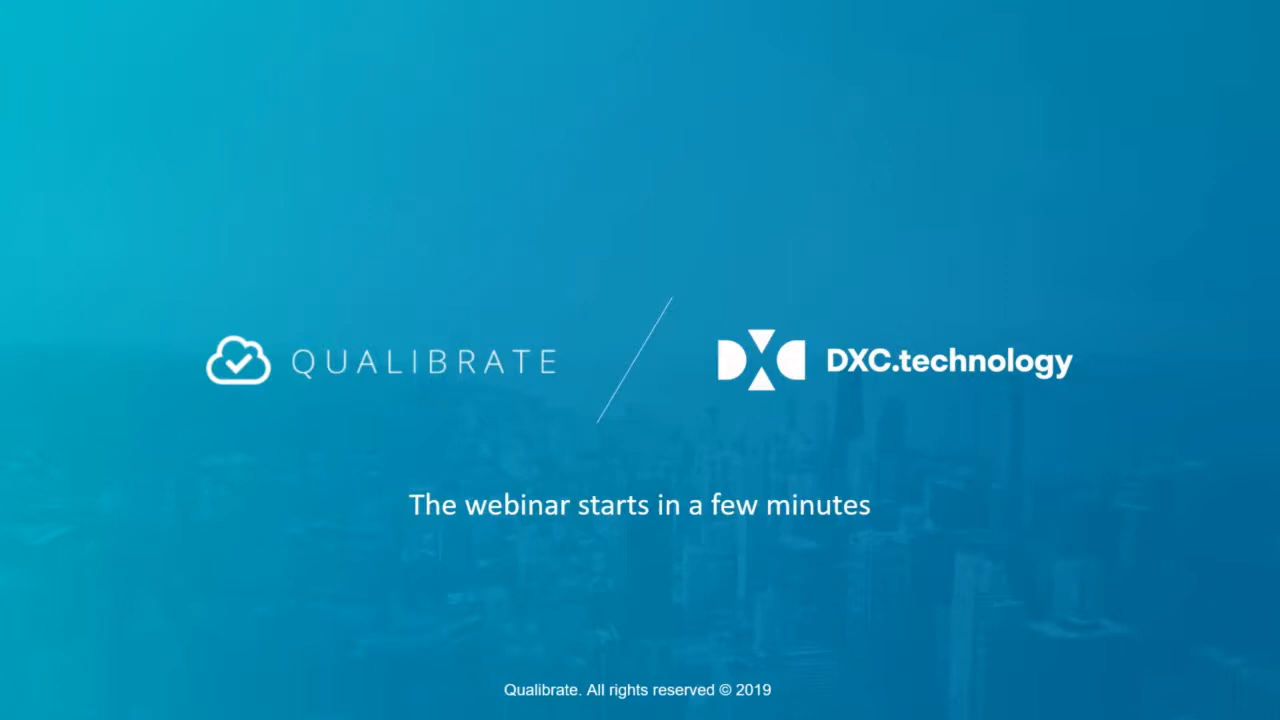 QUALIBRATE
DXC.technology
The webinar starts in a few minutes
Qualibrate. All rights reserved © 2019